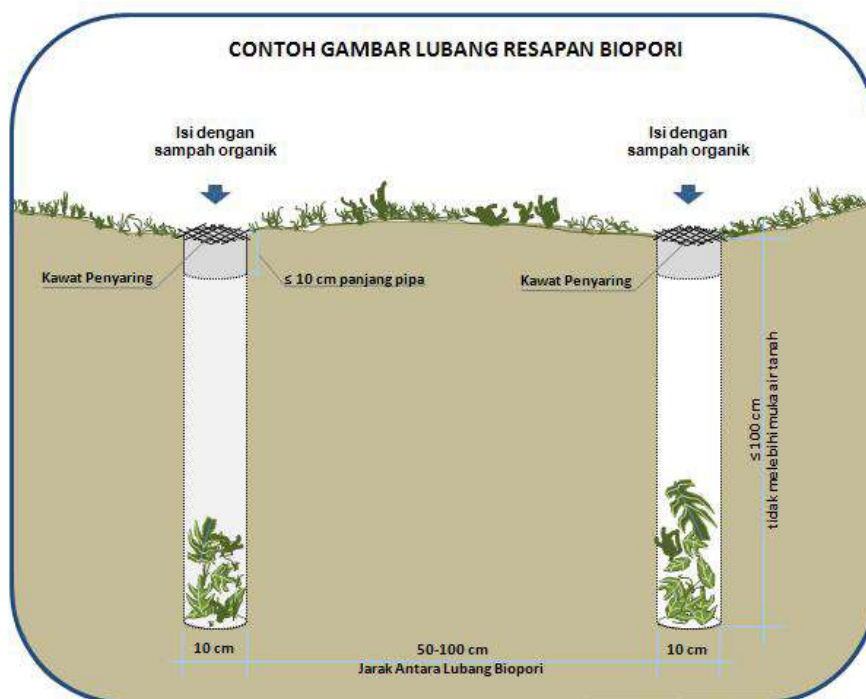 CONTOH GAMBAR LUBANG RESAPAN BIOPORI
Isi dengan
sampah organik
Isi dengan
sampah organik
Kawat Penyaring
≤ 10 cm panjang pipa
Kawat Penyaring
≤ 100 cm
tidak melebihi muka air tanah
10 cm
50-100 cm
10 cm
Jarak Antara Lubang Biopori